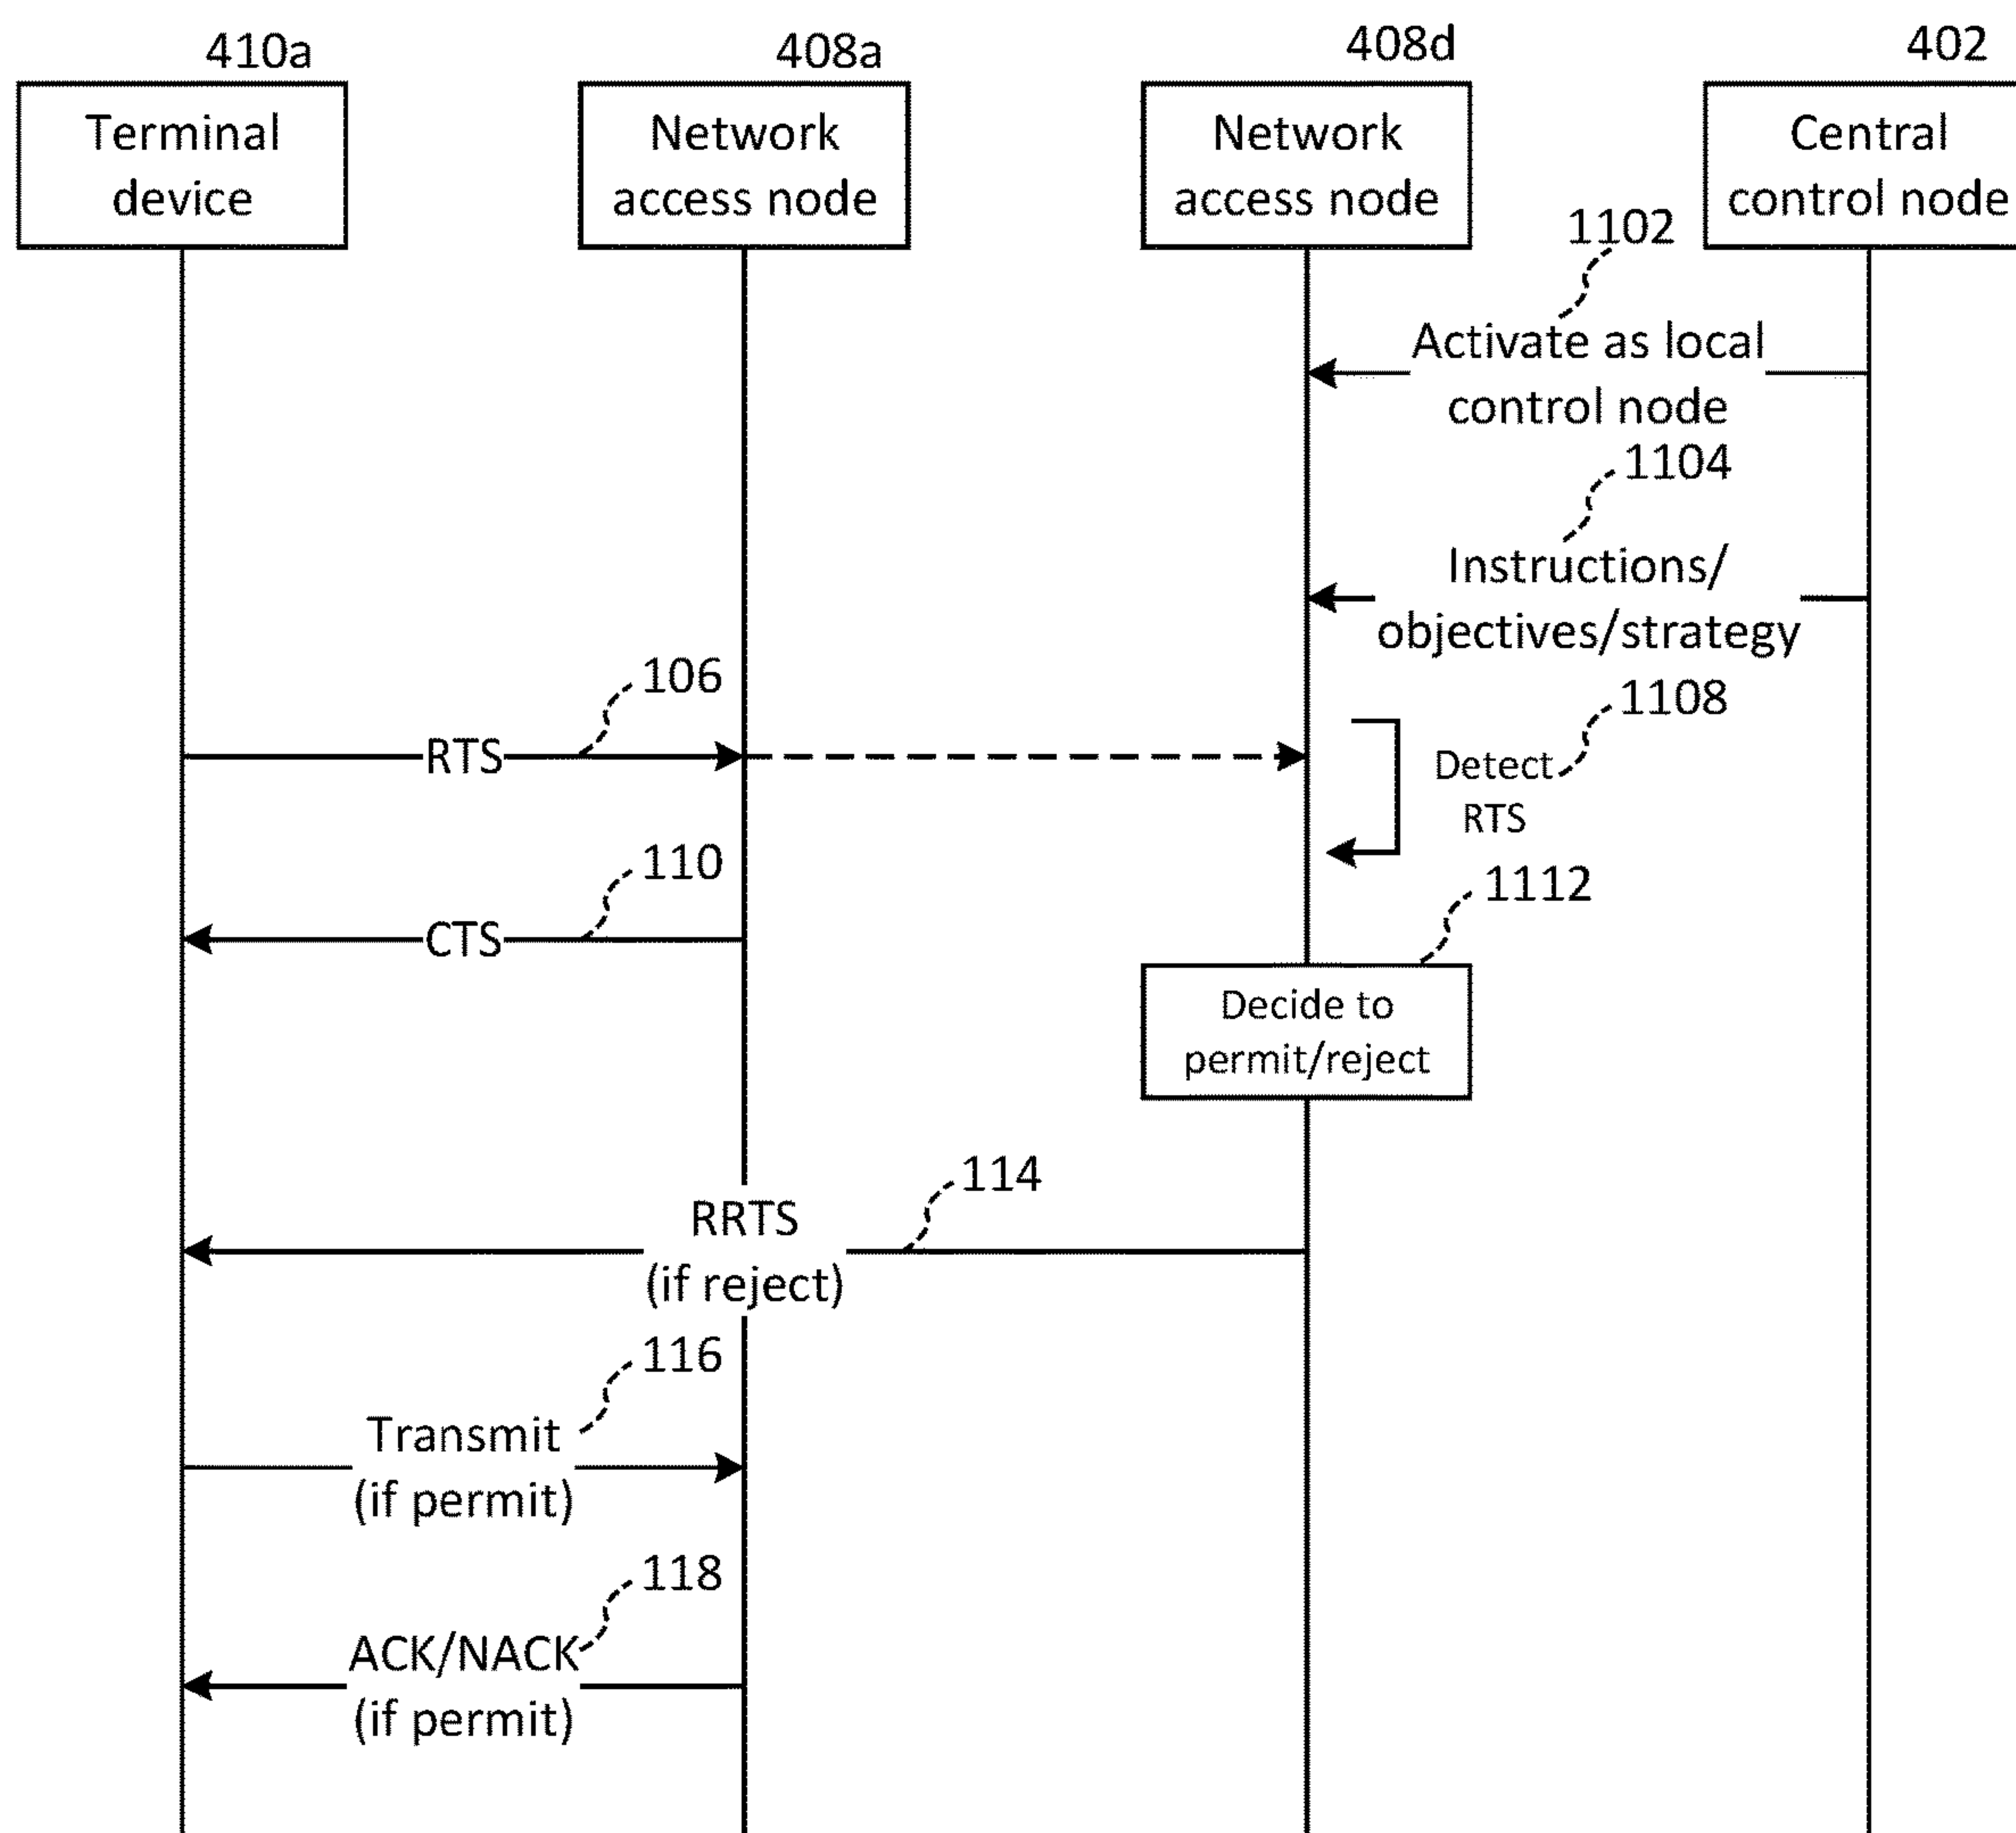 410a
408a
408d
402
Terminal
device
Network
access node
Network
access node
Central
control node
1102
Activate as local
control node
1104
Instructions/
objectives/strategy
106
RTS
1108
Detect
RTS
110
CTS
1112
Decide to
permit/reject
114
RRTS
(if reject)
116
Transmit
(if permit)
118
ACK/NACK
(if permit)